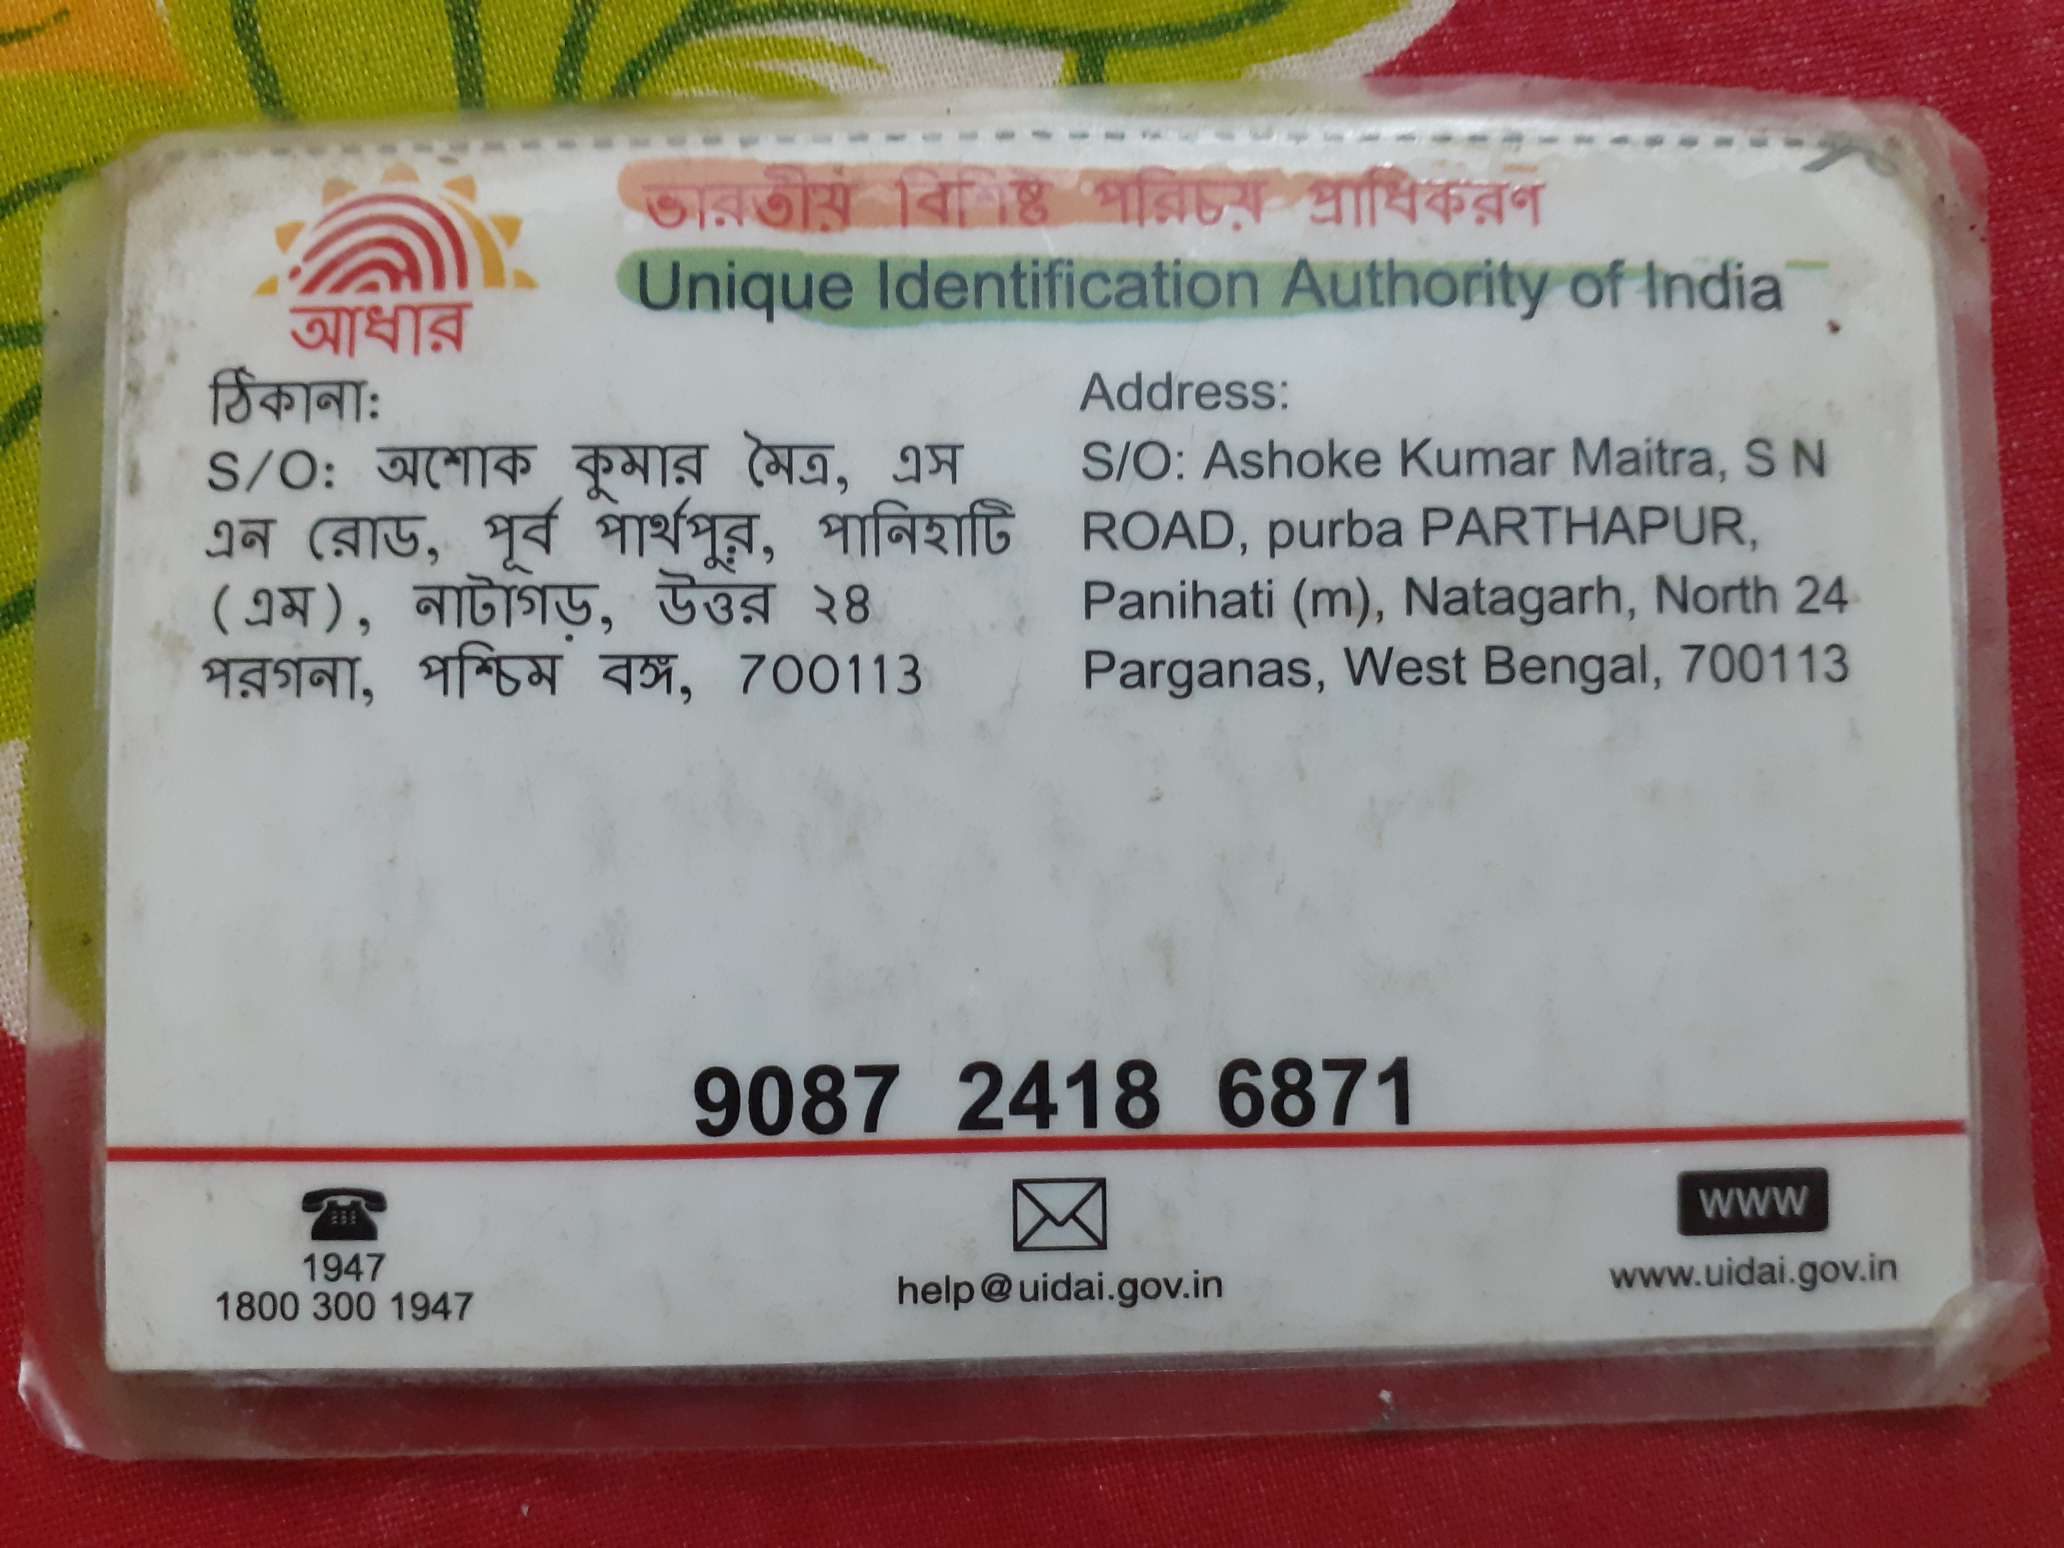 ভারতীয় বিশিষ্ট পরিচয় প্রাধিকরণ
Unique Identification Authority of India
আধার
ঠিকানা:
S/O: অশোক কুমার মৈত্র, এস
এন রোড, পূর্ব পার্থপুর, পানিহাটি
(এম), নাটাগড়, উত্তর ২৪
পরগনা, পশ্চিম বঙ্গ, 700113
Address:
S/O: Ashoke Kumar Maitra, S N
ROAD, purba PARTHAPUR,
Panihati (m), Natagarh, North 24
Parganas, West Bengal, 700113
9087 2418 6871
1947
1800 300 1947
help@uidai.gov.in
www
www.uidai.gov.in